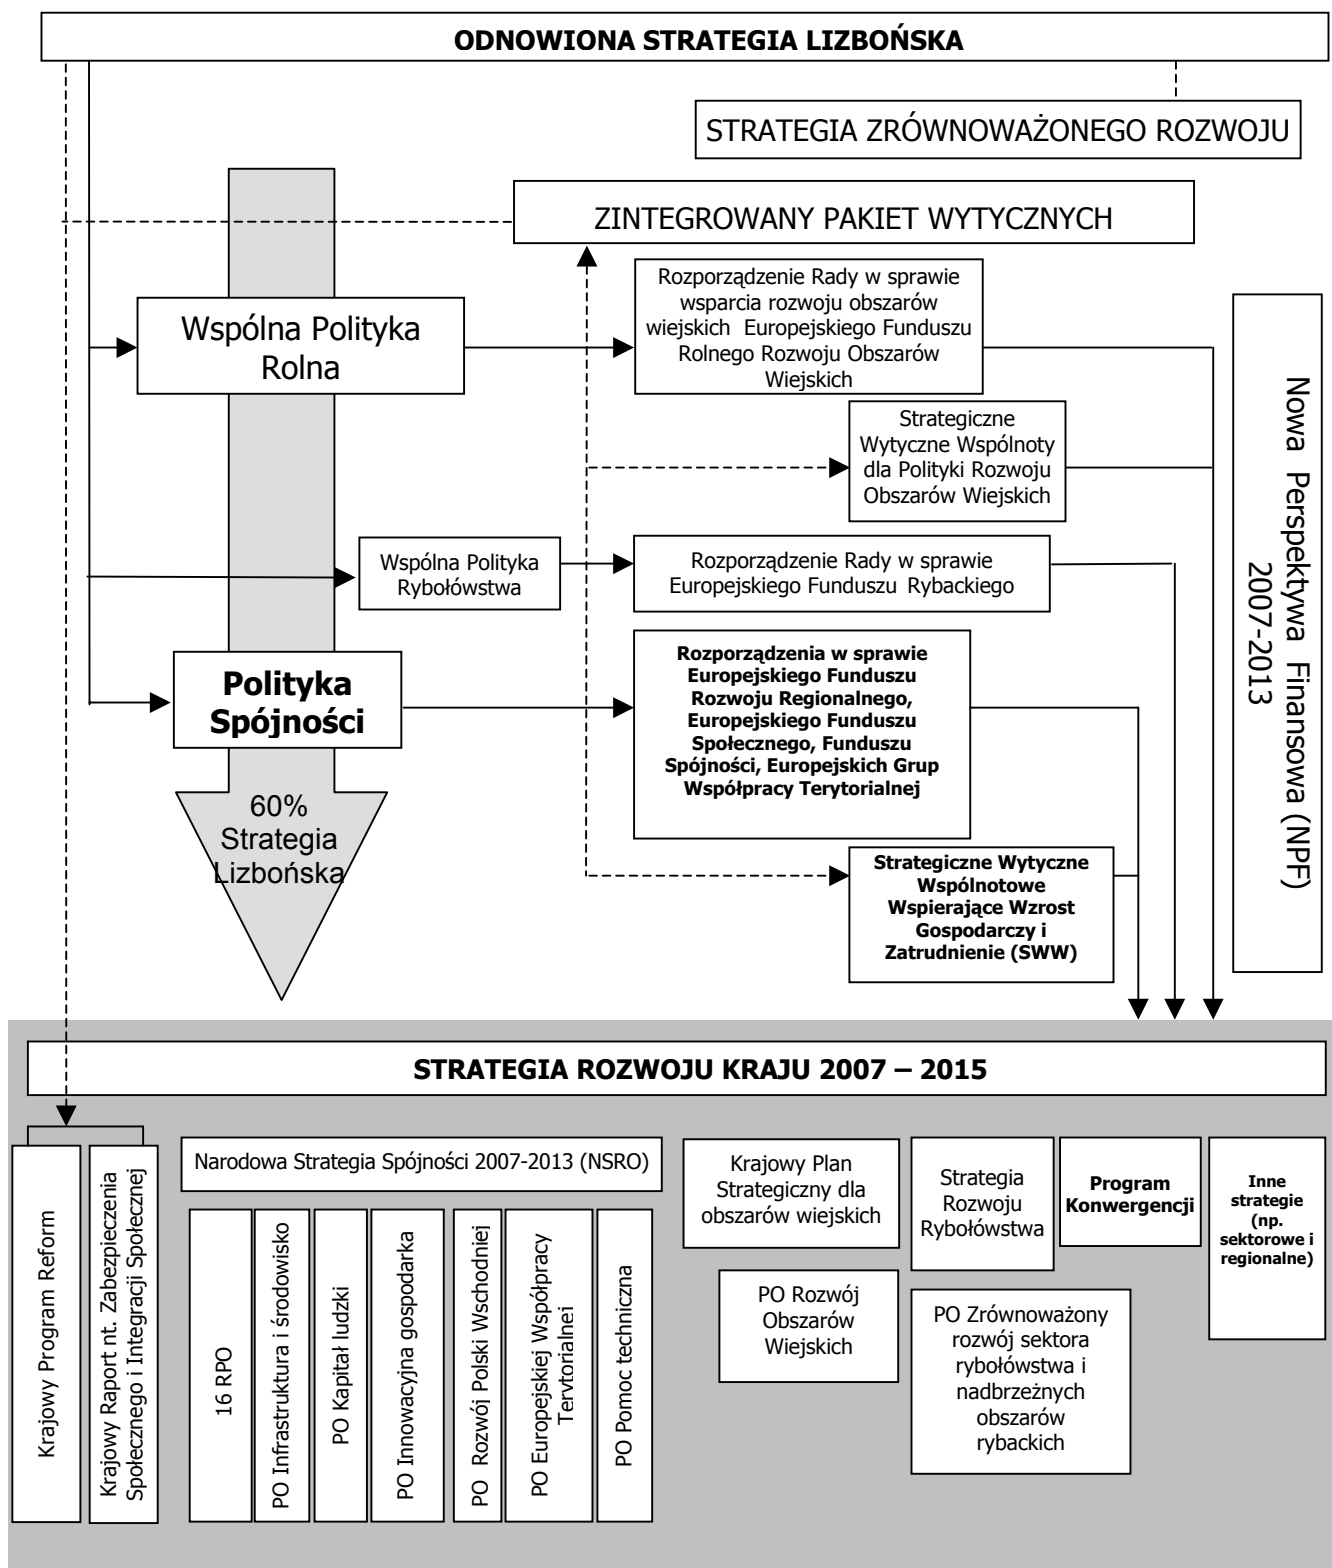 ODNOWIONA STRATEGIA LIZBOŃSKA
STRATEGIA ZRÓWNOWAŻONEGO ROZWOJU
ZINTEGROWANY PAKIET WYTYCZNYCH
Wspólna Polityka
Rolna
Rozporządzenie Rady w sprawie
wsparcia rozwoju obszarów
wiejskich Europejskiego Funduszu
Rolnego Rozwoju Obszarów
Wiejskich
Strategiczne
Wytyczne Wspólnoty
dla Polityki Rozwoju
Obszarów Wiejskich
Nowa Perspektywa Finansowa (NPF)
2007-2013
Wspólna Polityka
Rybołówstwa
Rozporządzenie Rady w sprawie
Europejskiego Funduszu Rybackiego
Polityka
Spójności
Rozporządzenia w sprawie
Europejskiego Funduszu
Rozwoju Regionalnego,
Europejskiego Funduszu
Społecznego, Funduszu
Spójności, Europejskich Grup
Współpracy Terytorialnej
60%
Strategia
Lizbońska
Strategiczne Wytyczne
Wspólnotowe
Wspierające Wzrost
Gospodarczy i
Zatrudnienie (SWW)
STRATEGIA ROZWOJU KRAJU 2007 – 2015
Krajowy Program Reform
Krajowy Raport nt. Zabezpieczenia
Społecznego i Integracji Społecznej
Narodowa Strategia Spójności 2007-2013 (NSRO)
16 RPO
PO Infrastruktura i środowisko
PO Kapitał ludzki
PO Innowacyjna gospodarka
PO Rozwój Polski Wschodniej
PO Europejskiej Współpracy
Terytorialnej
PO Pomoc techniczna
Krajowy Plan
Strategiczny dla
obszarów wiejskich
PO Rozwój
Obszarów
Wiejskich
Strategia
Rozwoju
Rybołówstwa
PO Zrównoważony
rozwój sektora
rybołówstwa i
nadbrzeżnych
obszarów
rybackich
Program
Konwergencji
Inne
strategie
(np.
sektorowe i
regionalne)